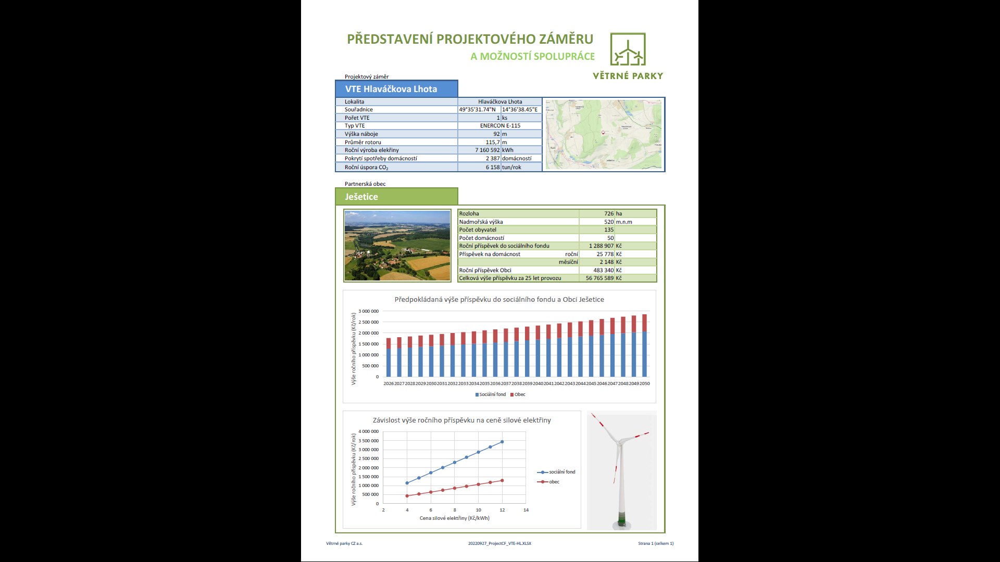 PŘEDSTAVENÍ PROJEKTOVÉHO ZÁMĚRU
A MOŽNOSTÍ SPOLUPRÁCE
VĚTRNÉ PARKY
Projektový záměr
VTE Hlaváčkova Lhota
Lokalita Hlaváčkova Lhota
Souřadnice 49°35'31.74"N 14°36'38.45"E
Pořet VTE 1 ks
Typ VTE ENERCON E-115
Výška náboje 92 m
Průměr rotoru 115,7 m
Roční výroba elekřiny 7 160 592 kWh
Pokrytí spotřeby domácností 2 387 domácností
Roční úspora CO₂ 6 158 tun/rok
Partnerská obec
Ješetice
Rozloha 726 ha
Nadmořská výška 520 m.n.m
Počet obyvatel 135
Počet domácností 50
Roční příspěvek do sociálního fondu 1 288 907 Kč
Příspěvek na domácnost roční 25 778 Kč
měsíční 2 148 Kč
Roční příspěvek Obci 483 340 Kč
Celková výše příspěvku za 25 let provozu 56 765 589 Kč
Předpokládaná výše příspěvku do sociálního fondu a Obci Ješetice
Výše ročního příspěvku (Kč/rok)
3 000 000
2 500 000
2 000 000
1 500 000
1 000 000
500 000
0
2026 2027 2028 2029 2030 2031 2032 2033 2034 2035 2036 2037 2038 2039 2040 2041 2042 2043 2044 2045 2046 2047 2048 2049 2050
Sociální fond Obec
Závislost výše ročního příspěvku na ceně silové elektřiny
Výše ročního příspěvku (Kč/rok)
4 000 000
3 500 000
3 000 000
2 500 000
2 000 000
1 500 000
1 000 000
500 000
0
2 4 6 8 10 12 14
Cena silové elektřiny (Kč/kWh)
sociální fond
obec
Větrné parky CZ a.s. 20220927_ProjectCF_VTE-HL.XLSX Strana 1 (celkem 1)